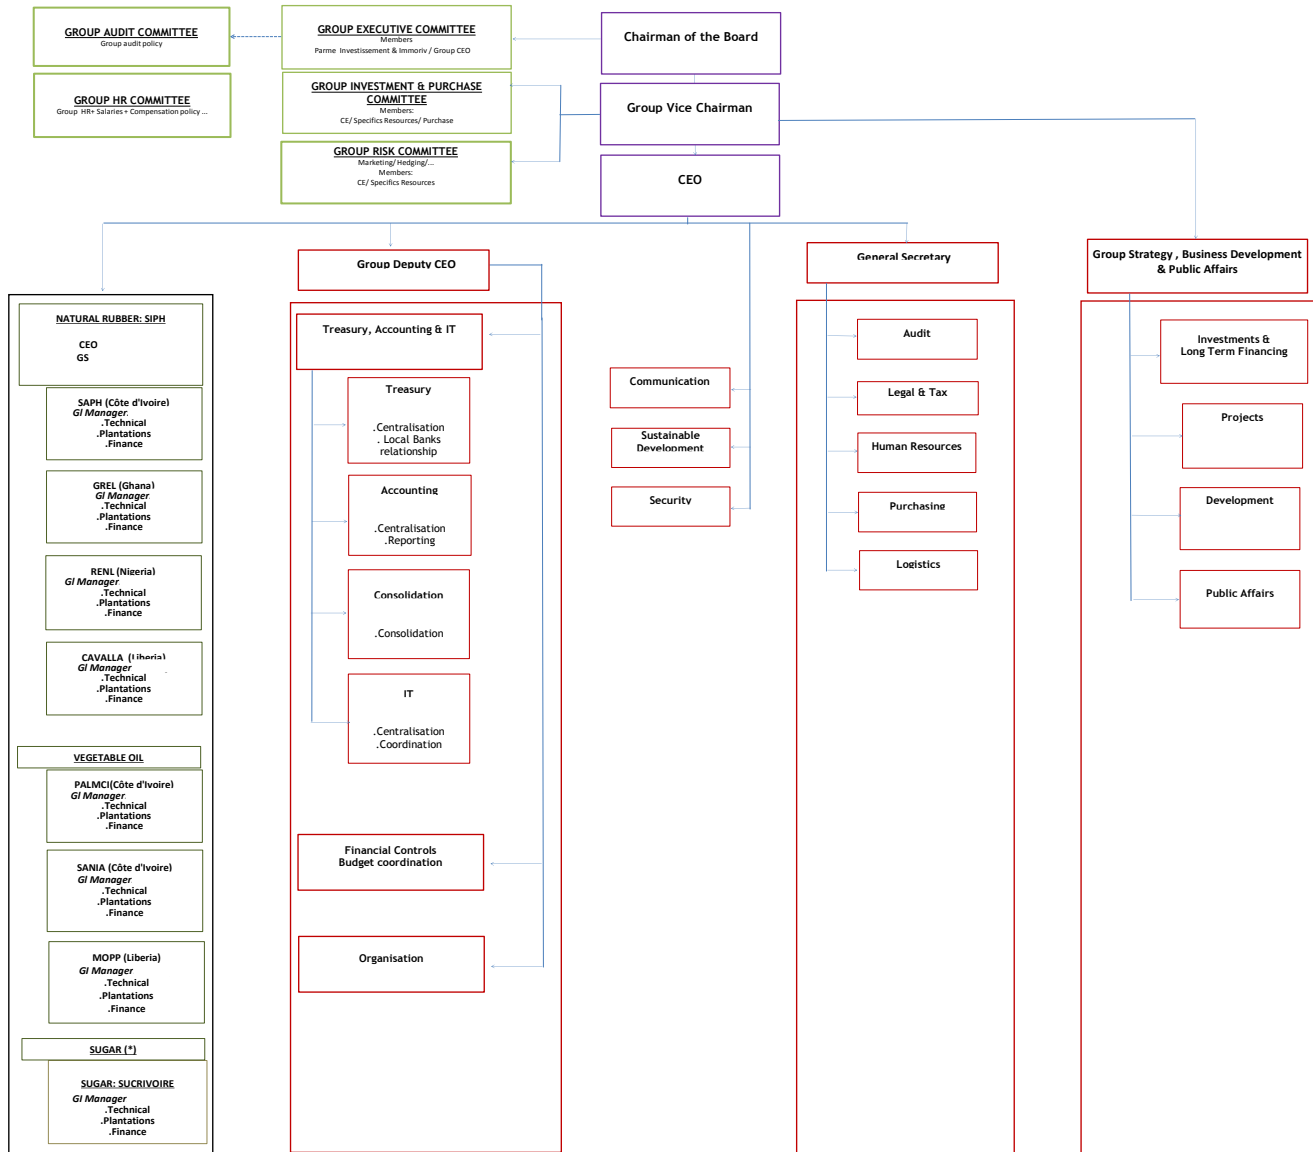 GROUP AUDIT COMMITTEE
Group audit policy
GROUP HR COMMITTEE
Group HR+ Salaries + Compensation policy ...
GROUP EXECUTIVE COMMITTEE
Members
Parme Investissement & Immoriv / Group CEO
GROUP INVESTMENT & PURCHASE
COMMITTEE
Members:
CE/ Specifics Resources/ Purchase
GROUP RISK COMMITTEE
Marketing/ Hedging/...
Members:
CE/ Specifics Resources
Chairman of the Board
Group Vice Chairman
CEO
NATURAL RUBBER: SIPH
CEO
GS
SAPH (Côte d'Ivoire)
Gl Manager
.Technical
.Plantations
.Finance
GREL (Ghana)
Gl Manager
.Technical
.Plantations
.Finance
RENL (Nigeria)
Gl Manager
.Technical
.Plantations
.Finance
CAVALLA (Liberia)
Gl Manager
.Technical
.Plantations
.Finance
VEGETABLE OIL
PALMCI(Côte d'Ivoire)
Gl Manager
.Technical
.Plantations
.Finance
SANIA (Côte d'Ivoire)
Gl Manager
.Technical
.Plantations
.Finance
MOPP (Liberia)
Gl Manager
.Technical
.Plantations
.Finance
SUGAR (*)
SUGAR: SUCRIVOIRE
Gl Manager
.Technical
.Plantations
.Finance
Group Deputy CEO
Treasury, Accounting & IT
Treasury
.Centralisation
. Local Banks
relationship
Accounting
.Centralisation
.Reporting
Consolidation
.Consolidation
IT
.Centralisation
.Coordination
Financial Controls
Budget coordination
Organisation
Communication
Sustainable
Development
Security
General Secretary
Audit
Legal & Tax
Human Resources
Purchasing
Logistics
Group Strategy , Business Development
& Public Affairs
Investments &
Long Term Financing
Projects
Development
Public Affairs